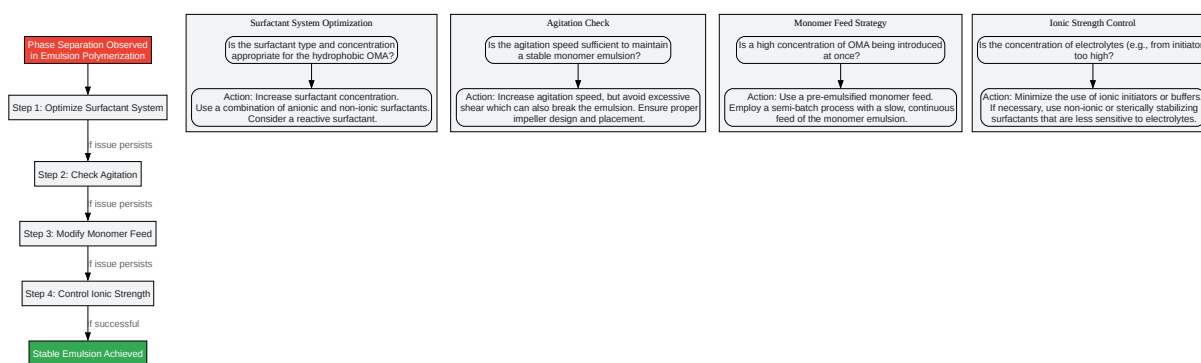 Phase Separation Observed
in Emulsion Polymerization
Step 1: Optimize Surfactant System
If issue persists
Step 2: Check Agitation
If issue persists
Step 3: Modify Monomer Feed
If issue persists
Step 4: Control Ionic Strength
If successful
Stable Emulsion Achieved
Surfactant System Optimization
Is the surfactant type and concentration
appropriate for the hydrophobic OMA?
Action: Increase surfactant concentration.
Use a combination of anionic and non-ionic surfactants.
Consider a reactive surfactant.
Agitation Check
Is the agitation speed sufficient to maintain
a stable monomer emulsion?
Action: Increase agitation speed, but avoid excessive
shear which can also break the emulsion. Ensure proper
impeller design and placement.
Monomer Feed Strategy
Is a high concentration of OMA being introduced
at once?
Action: Use a pre-emulsified monomer feed.
Employ a semi-batch process with a slow, continuous
feed of the monomer emulsion.
Ionic Strength Control
Is the concentration of electrolytes (e.g., from initiator
too high?
Action: Minimize the use of ionic initiators or buffers.
If necessary, use non-ionic or sterically stabilizing
surfactants that are less sensitive to electrolytes.